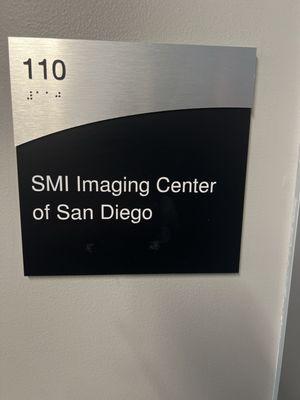 110
⠼⠁⠁⠚
SMI Imaging Center
of San Diego